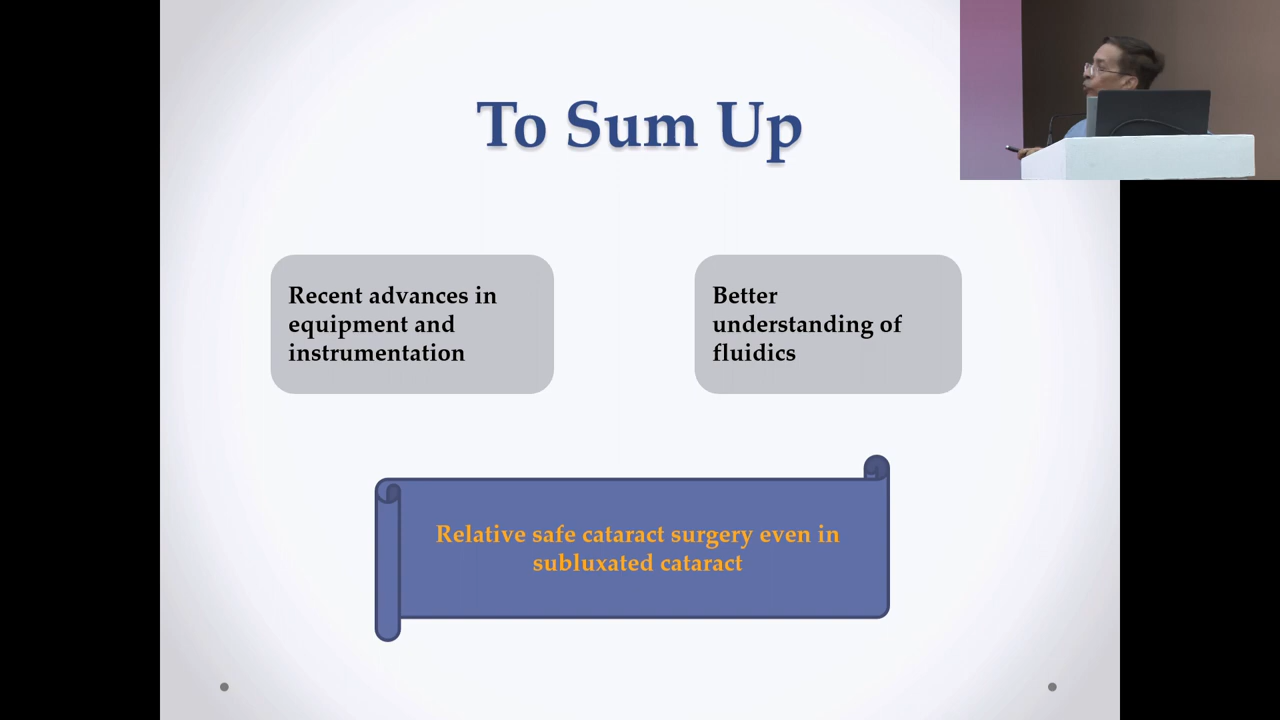 To Sum Up
Recent advances in
equipment and
instrumentation
Better
understanding of
fluidics
Relative safe cataract surgery even in
subluxated cataract